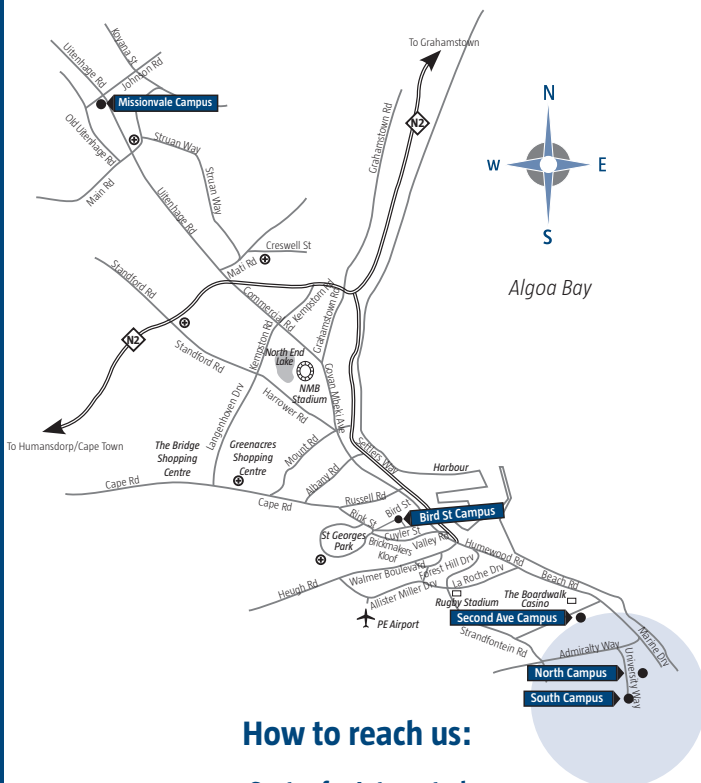 To Grahamstown
Koyana St
Uitenhage Rd
Johnson Rd
Missionvale Campus
N2
N
W
E
S
Grahamstown Rd
Old Uitenhage Rd
Struan Way
Main Rd
Struan Way
Uitenhage Rd
Creswell St
Mati Rd
Standford Rd
Algoa Bay
Kempston Rd
Commercial Rd
Grahamstown Rd
N2
Kempston Rd
Standford Rd
North End
Lake
NMB
Stadium
Govan Mbeki Ave
Langenhoven Drv
Harrower Rd
To Humansdorp/Cape Town
The Bridge
Shopping
Centre
Greenacres
Shopping
Centre
Mount Rd
Settlers Way
Harbour
Albany Rd
Cape Rd
Cape Rd
Russell Rd
Bird St
Rink St
Bird St Campus
Cuyler St
St Georges
Park
Brickmakers
Kloof
Valley Rd
Humewood Rd
Forest Hill Drv
Walmer Boulevard
La Roche Drv
Beach Rd
Heugh Rd
Allister Miller Drv
Rugby Stadium
The Boardwalk
Casino
PE Airport
Second Ave Campus
Strandfontein Rd
Marine Drv
Admiralty Way
University Way
North Campus
South Campus
How to reach us: